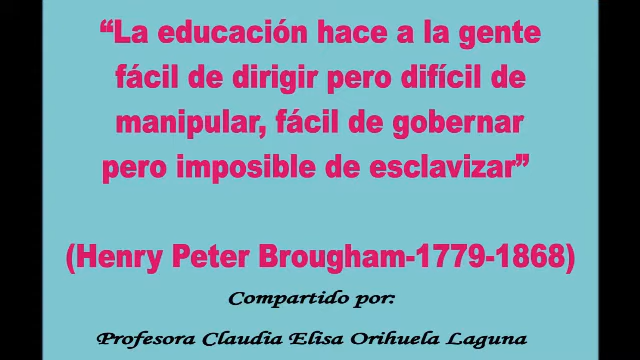 “La educación hace a la gente
fácil de dirigir pero difícil de
manipular, fácil de gobernar
pero imposible de esclavizar”
(Henry Peter Brougham-1779-1868)
Compartido por:
Profesora Claudia Elisa Orihuela Laguna